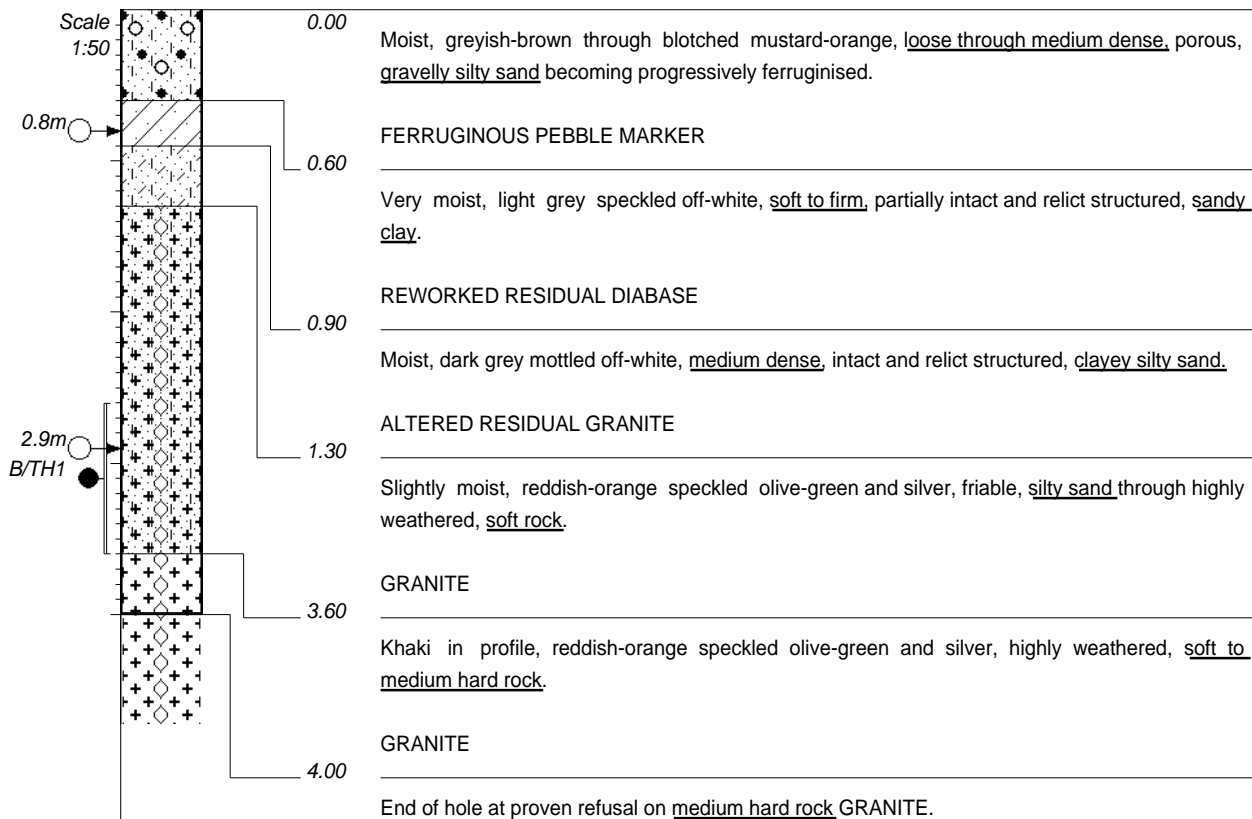 Scale
1:50
0.00
Moist, greyish-brown through blotched mustard-orange, loose through medium dense, porous,
gravelly silty sand becoming progressively ferruginised.
0.8m
FERRUGINOUS PEBBLE MARKER
0.60
Very moist, light grey speckled off-white, soft to firm, partially intact and relict structured, sandy
clay.
REWORKED RESIDUAL DIABASE
0.90
Moist, dark grey mottled off-white, medium dense, intact and relict structured, clayey silty sand.
ALTERED RESIDUAL GRANITE
2.9m
B/TH1
1.30
Slightly moist, reddish-orange speckled olive-green and silver, friable, silty sand through highly
weathered, soft rock.
GRANITE
3.60
Khaki in profile, reddish-orange speckled olive-green and silver, highly weathered, soft to
medium hard rock.
GRANITE
4.00
End of hole at proven refusal on medium hard rock GRANITE.